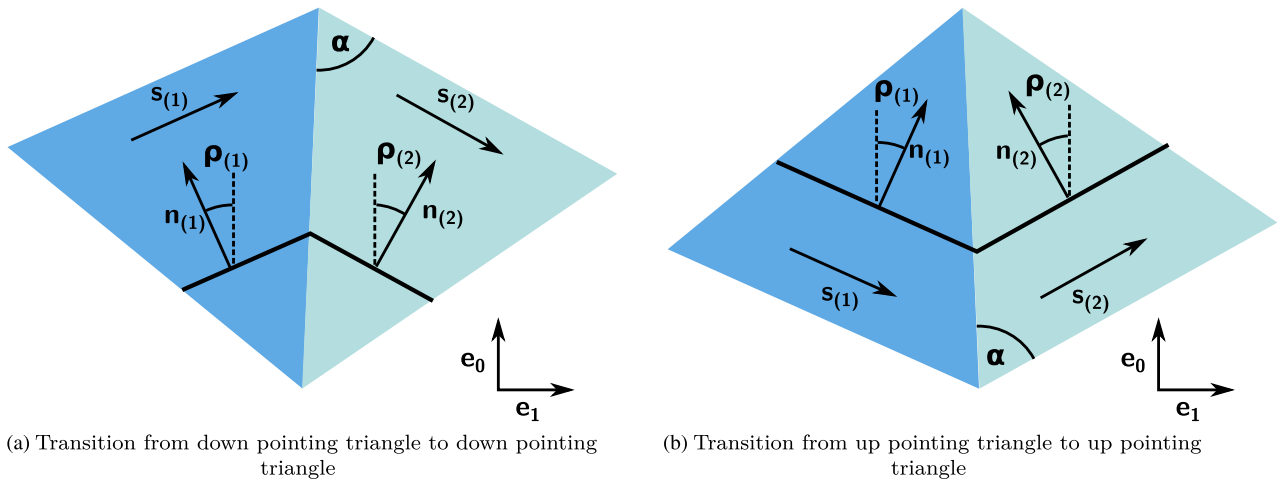 α
s(1)
s(2)
ρ(1)
ρ(2)
n(1)
n(2)
e0
e1
(a) Transition from down pointing triangle to down pointing
triangle
ρ(1)
ρ(2)
n(1)
n(2)
s(1)
s(2)
α
e0
e1
(b) Transition from up pointing triangle to up pointing
triangle